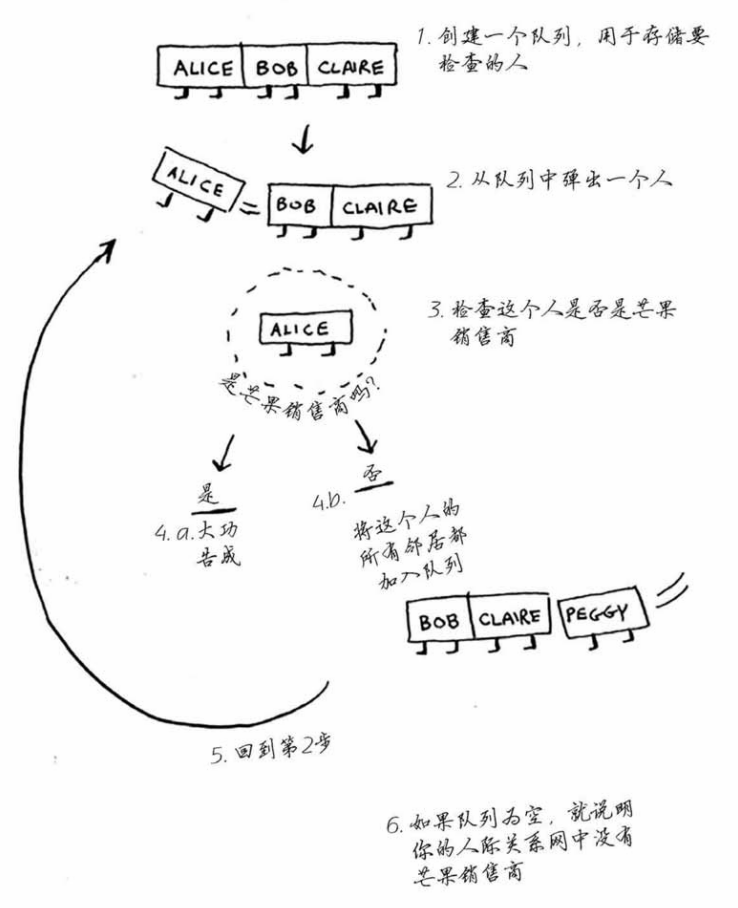 ALICE BOB CLAIRE
1. 创建一个队列，用于存储要
检查的人
ALICE
BOB CLAIRE
2. 从队列中弹出一个人
ALICE
3. 检查这个人是否是芒果
销售商
是芒果销售商吗?
是
4.a.大功
告成
4.b. 否
将这个人的
所有邻居都
加入队列
BOB CLAIRE PEGGY
5. 回到第2步
6. 如果队列为空，就说明
你的人际关系网中没有
芒果销售商